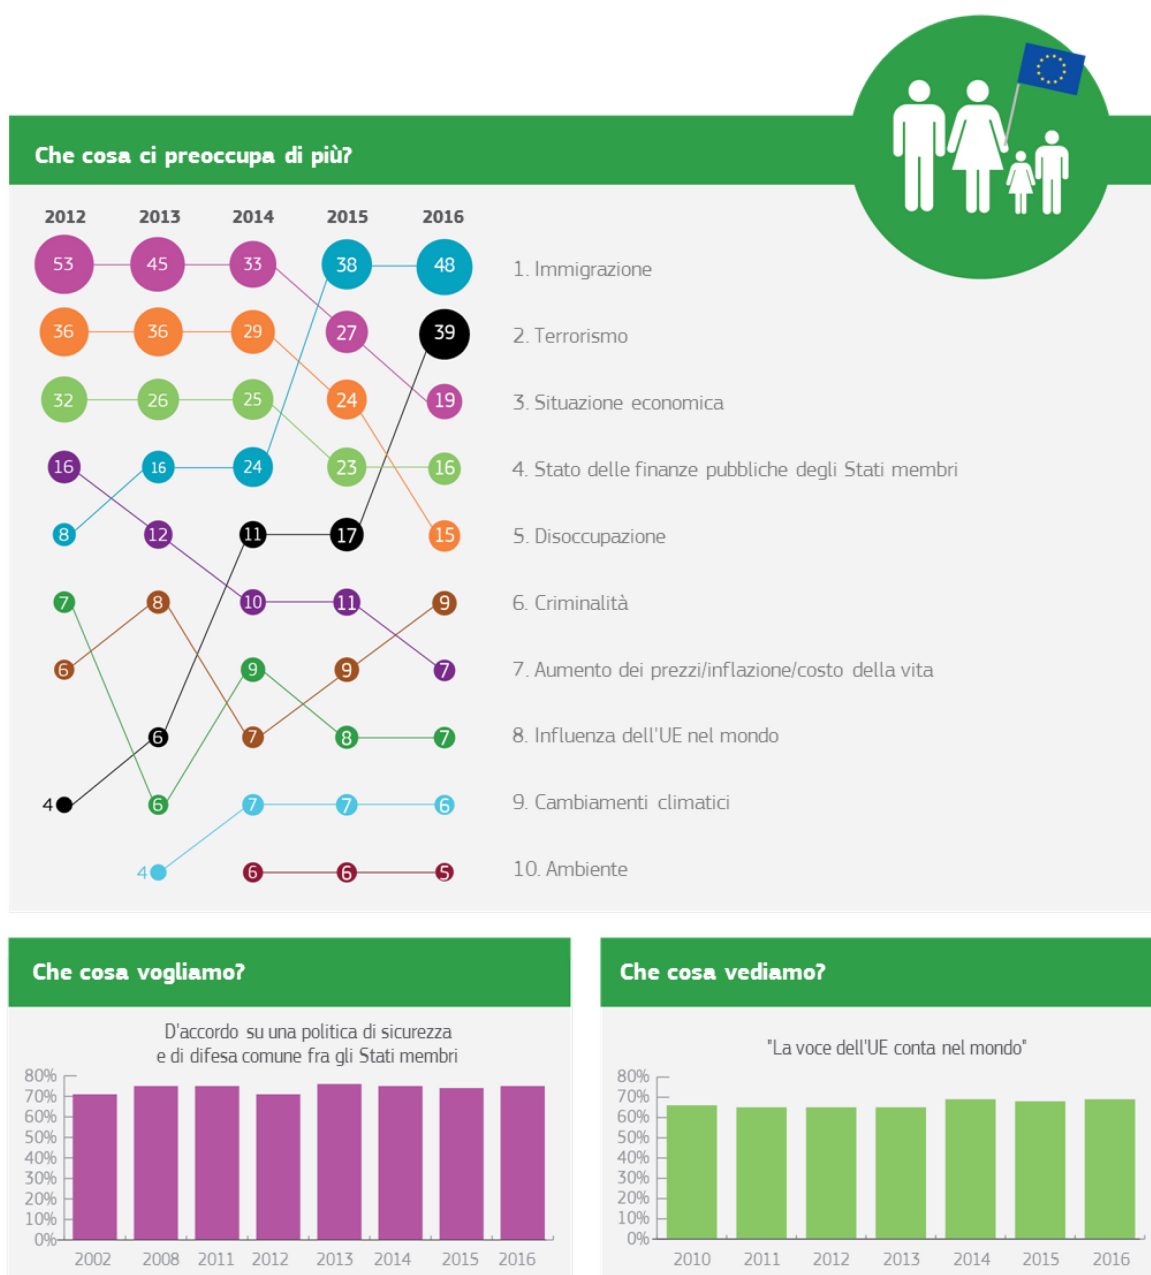 Che cosa ci preoccupa di più?
2012 2013 2014 2015 2016
53 45 33 38 48
1. Immigrazione
36 36 29 27 39
2. Terrorismo
32 26 25 24 19
3. Situazione economica
16 16 24 23 16
4. Stato delle finanze pubbliche degli Stati membri
8 12 11 17 15
5. Disoccupazione
7 8 10 11 9
6. Criminalità
6 9 9 7
7. Aumento dei prezzi/inflazione/costo della vita
6 7 8 7
8. Influenza dell'UE nel mondo
4 6 7 7 6
9. Cambiamenti climatici
4 6 6 5
10. Ambiente
Che cosa vogliamo?
D'accordo su una politica di sicurezza
e di difesa comune fra gli Stati membri
80%
70%
60%
50%
40%
30%
20%
10%
0%
2002 2008 2011 2012 2013 2014 2015 2016
Che cosa vediamo?
"La voce dell'UE conta nel mondo"
80%
70%
60%
50%
40%
30%
20%
10%
0%
2010 2011 2012 2013 2014 2015 2016